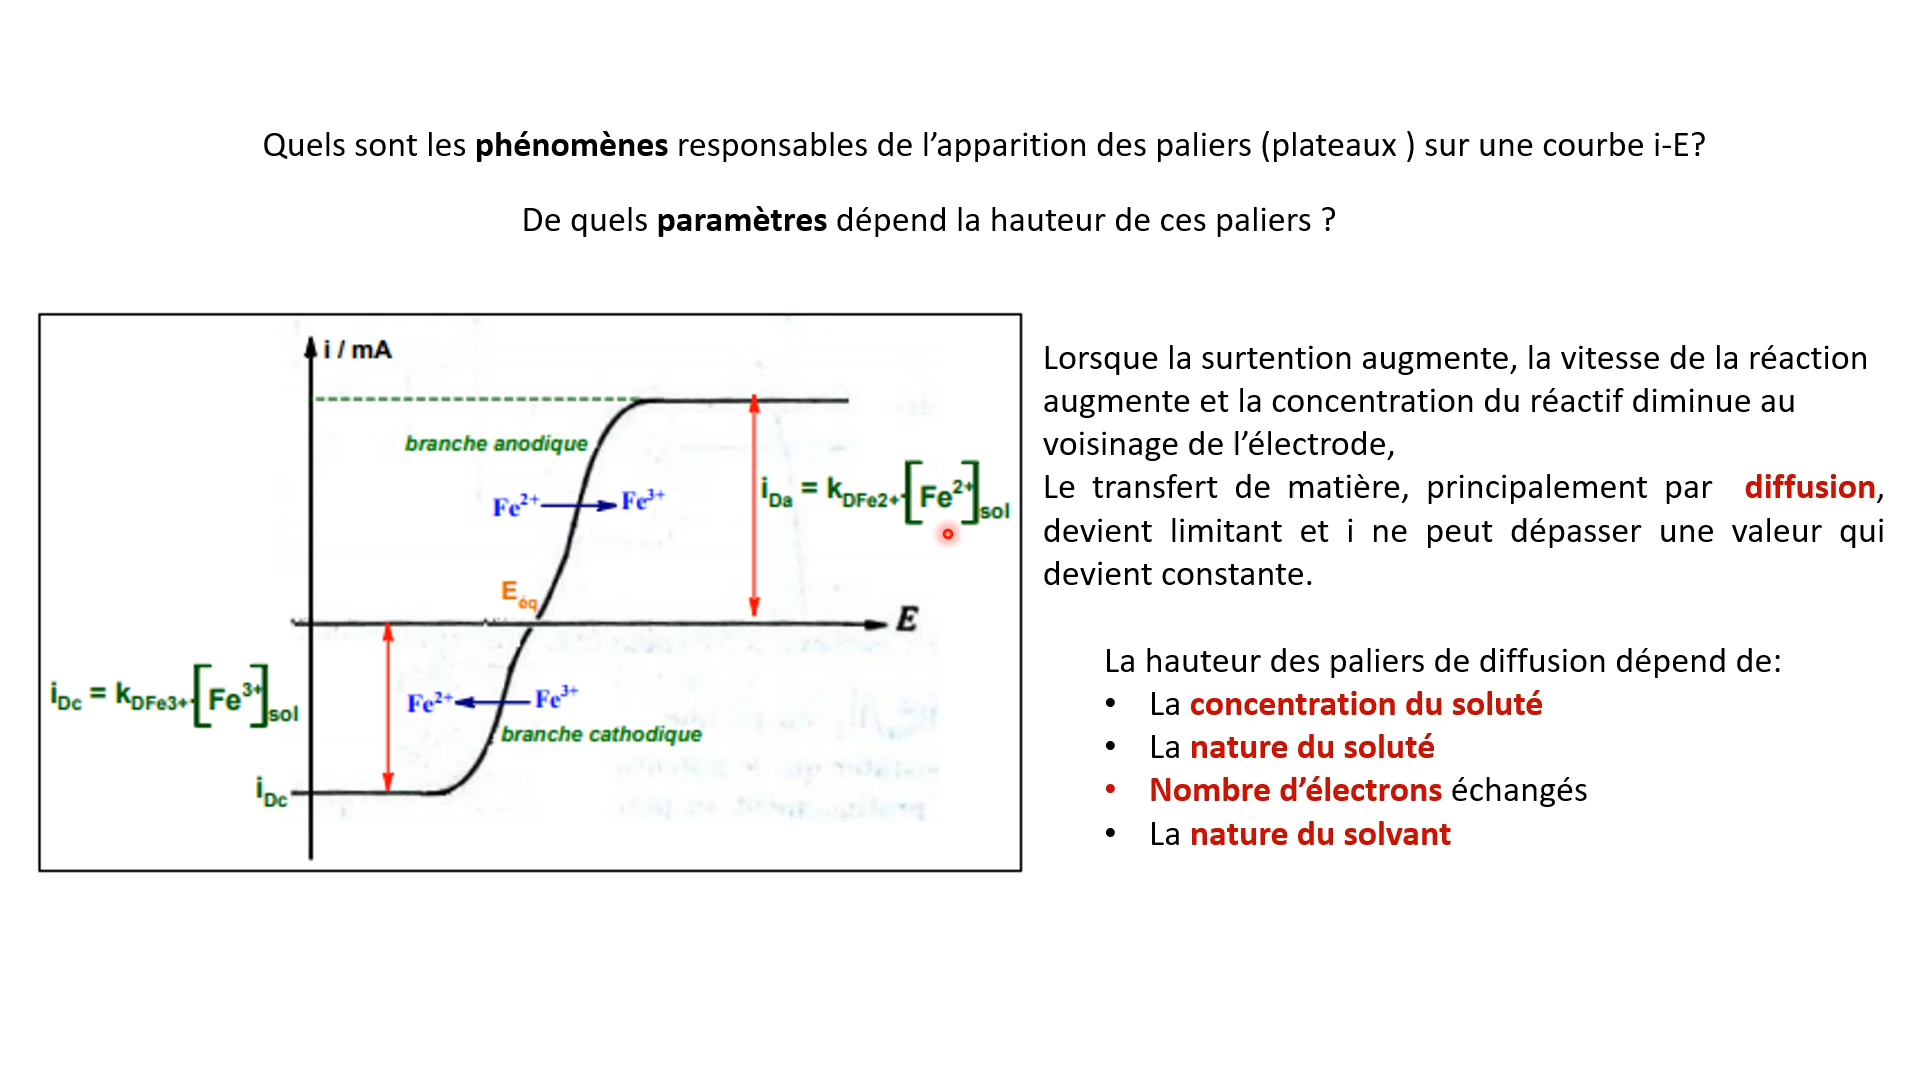 Quels sont les phénomènes responsables de l’apparition des paliers (plateaux ) sur une courbe i-E?
De quels paramètres dépend la hauteur de ces paliers ?
i / mA
branche anodique
Fe2+ Fe3+
iDa = kDFe2+.[Fe2+]sol
Eéq
E
iDc = kDFe3+.[Fe3+]sol
Fe2+ Fe3+
branche cathodique
iDc
Lorsque la surtention augmente, la vitesse de la réaction
augmente et la concentration du réactif diminue au
voisinage de l’électrode,
Le transfert de matière, principalement par diffusion,
devient limitant et i ne peut dépasser une valeur qui
devient constante.
La hauteur des paliers de diffusion dépend de:
• La concentration du soluté
• La nature du soluté
• Nombre d’électrons échangés
• La nature du solvant